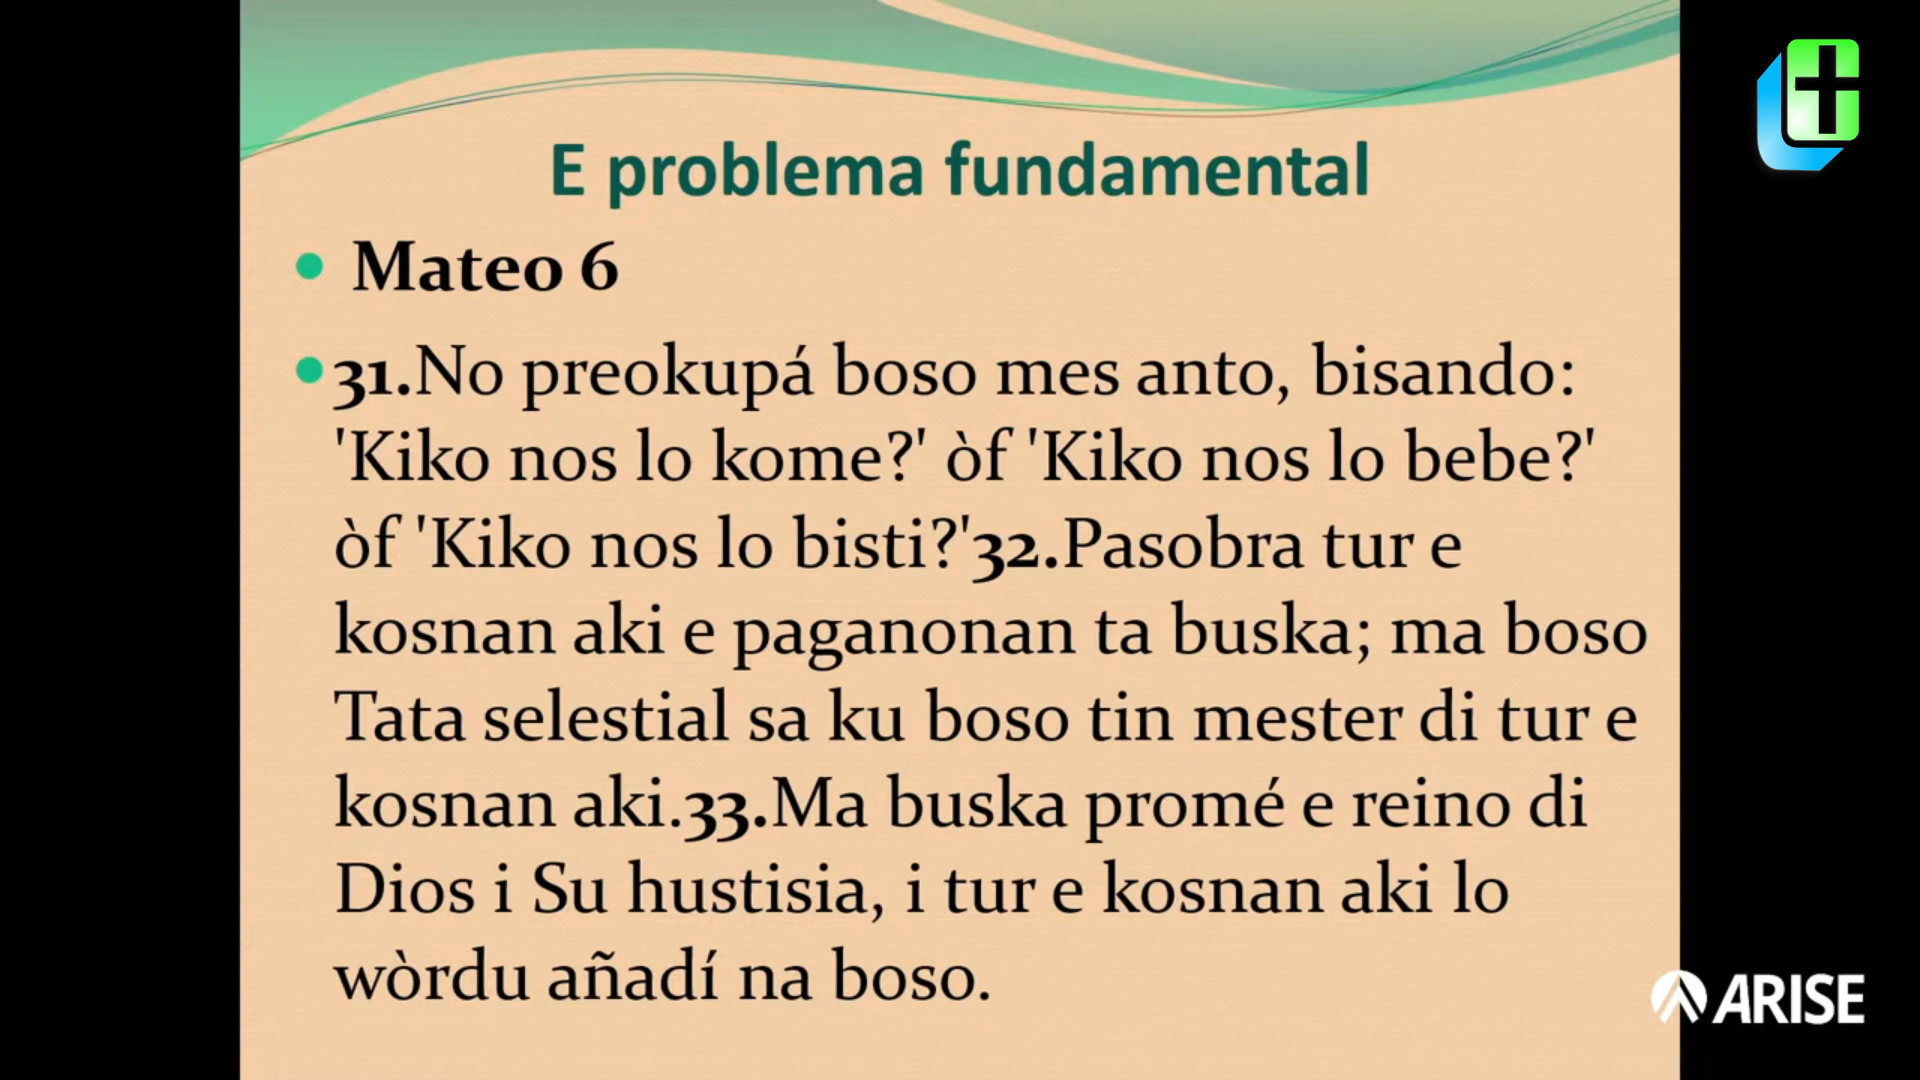 E problema fundamental
Mateo 6
31.No preokupá boso mes anto, bisando:
'Kiko nos lo kome?' òf 'Kiko nos lo bebe?'
òf 'Kiko nos lo bisti?'32.Pasobra tur e
kosnan aki e paganonan ta buska; ma boso
Tata selestial sa ku boso tin mester di tur e
kosnan aki.33.Ma buska promé e reino di
Dios i Su hustisia, i tur e kosnan aki lo
wòrdu añadí na boso.
ARISE